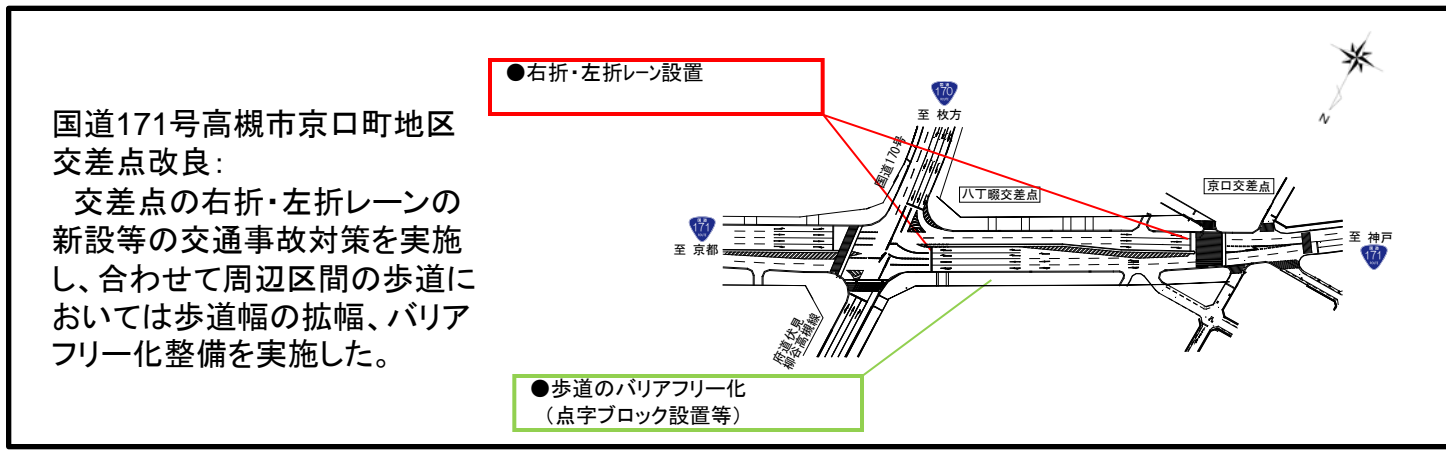 国道171号高槻市京口町地区
交差点改良：
　交差点の右折・左折レーンの
新設等の交通事故対策を実施
し、合わせて周辺区間の歩道に
おいては歩道幅の拡幅、バリア
フリー化整備を実施した。
●右折・左折レーン設置
170
至 枚方
国道170号
八丁畷交差点
京口交差点
171
至 京都
至 神戸
171
府道伏見
柳谷高槻線
●歩道のバリアフリー化
（点字ブロック設置等）
N